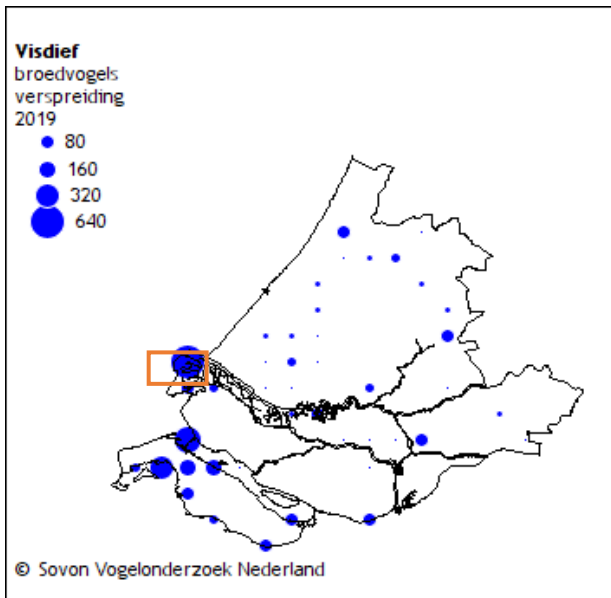 Visdief
broedvogels
verspreiding
2019
80
160
320
640
© Sovon Vogelonderzoek Nederland